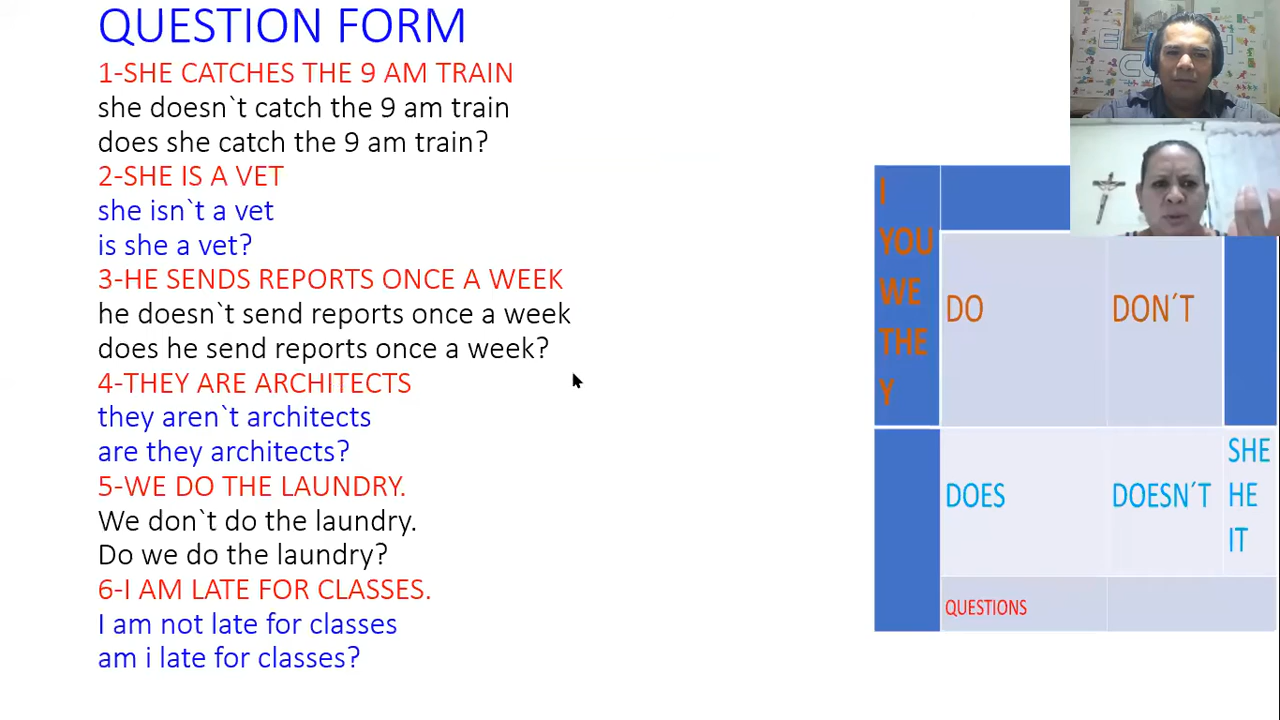 QUESTION FORM
1-SHE CATCHES THE 9 AM TRAIN
she doesn`t catch the 9 am train
does she catch the 9 am train?
2-SHE IS A VET
she isn`t a vet
is she a vet?
3-HE SENDS REPORTS ONCE A WEEK
he doesn`t send reports once a week
does he send reports once a week?
4-THEY ARE ARCHITECTS
they aren`t architects
are they architects?
5-WE DO THE LAUNDRY.
We don`t do the laundry.
Do we do the laundry?
6-I AM LATE FOR CLASSES.
I am not late for classes
am i late for classes?
I
YOU
WE
THE
Y
DO
DON´T
DOES
DOESN´T
SHE
HE
IT
QUESTIONS